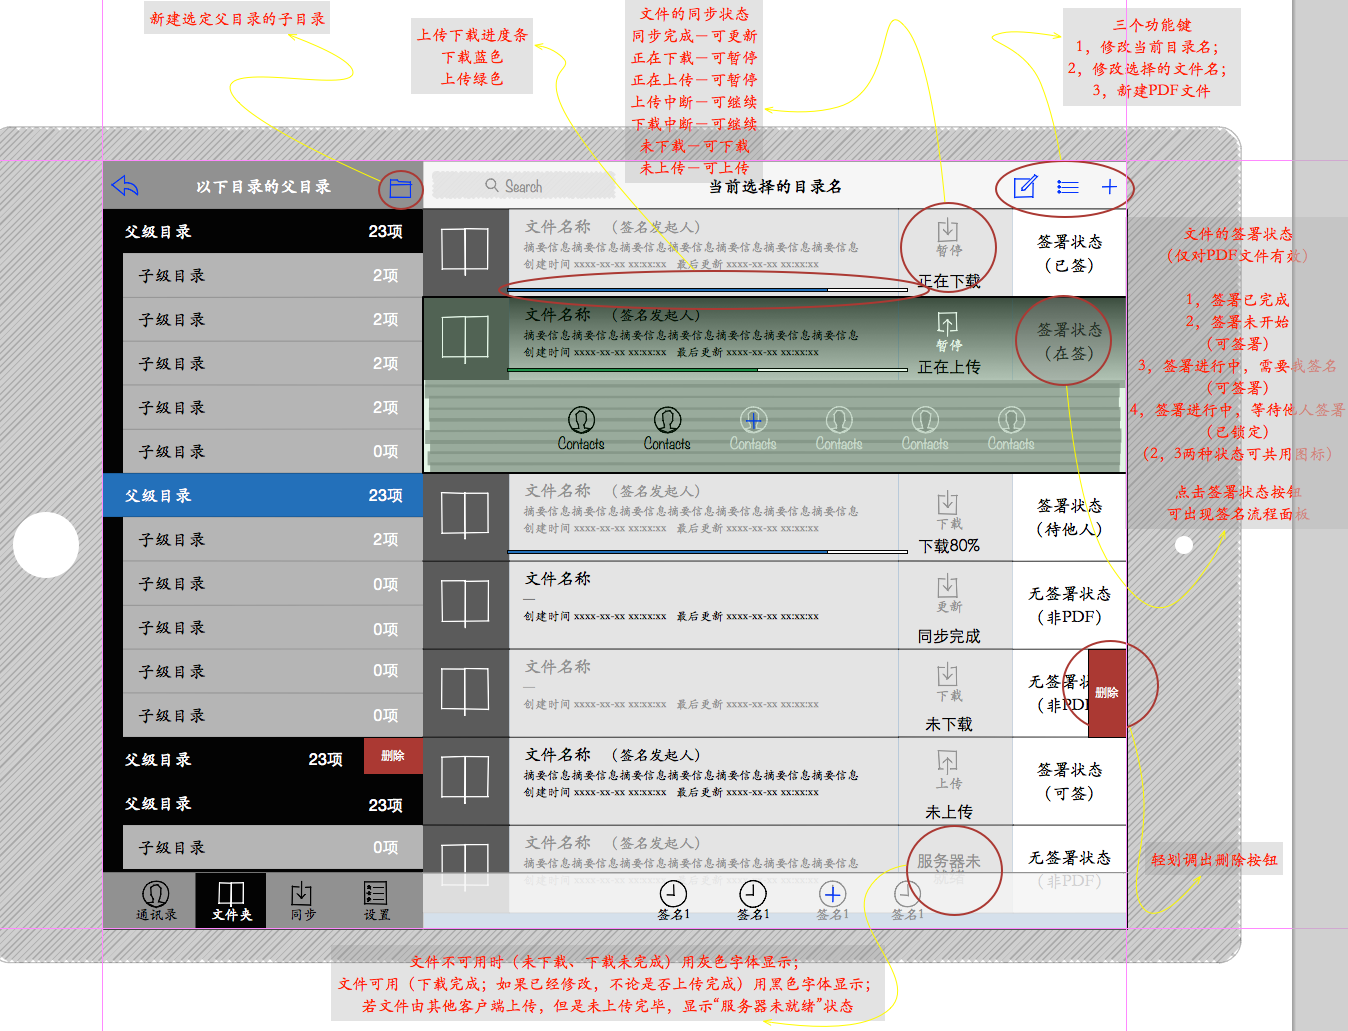 新建选定父目录的子目录
上传下载进度条
下载蓝色
上传绿色
文件的同步状态
同步完成—可更新
正在下载—可暂停
正在上传—可暂停
上传中断—可继续
下载中断—可继续
未下载—可下载
未上传—可上传
三个功能键
1，修改当前目录名；
2，修改选择的文件名；
3，新建PDF文件
以下目录的父目录
Search
当前选择的目录名
父级目录 23项
子级目录 2项
子级目录 2项
子级目录 2项
子级目录 2项
子级目录 0项
父级目录 23项
子级目录 2项
子级目录 0项
子级目录 0项
子级目录 0项
子级目录 0项
父级目录 23项 删除
父级目录 23项
子级目录 0项
通讯录 文件夹 同步 设置
文件名称 （签名发起人）
摘要信息摘要信息摘要信息摘要信息摘要信息摘要信息摘要信息
创建时间 xxxx-xx-xx xx:xx:xx 最后更新 xxxx-xx-xx xx:xx:xx
暂停
正在下载
签署状态
（已签）
文件名称 （签名发起人）
摘要信息摘要信息摘要信息摘要信息摘要信息摘要信息摘要信息
创建时间 xxxx-xx-xx xx:xx:xx 最后更新 xxxx-xx-xx xx:xx:xx
暂停
正在上传
签署状态
（在签）
Contacts Contacts Contacts Contacts Contacts Contacts
文件名称 （签名发起人）
摘要信息摘要信息摘要信息摘要信息摘要信息摘要信息摘要信息
创建时间 xxxx-xx-xx xx:xx:xx 最后更新 xxxx-xx-xx xx:xx:xx
下载
下载80%
签署状态
（待他人）
文件名称
—
创建时间 xxxx-xx-xx xx:xx:xx 最后更新 xxxx-xx-xx xx:xx:xx
更新
同步完成
无签署状态
（非PDF）
文件名称
—
创建时间 xxxx-xx-xx xx:xx:xx 最后更新 xxxx-xx-xx xx:xx:xx
下载
未下载
无签署状
（非PDF
删除
文件名称 （签名发起人）
摘要信息摘要信息摘要信息摘要信息摘要信息摘要信息摘要信息
创建时间 xxxx-xx-xx xx:xx:xx 最后更新 xxxx-xx-xx xx:xx:xx
上传
未上传
签署状态
（可签）
文件名称 （签名发起人）
摘要信息摘要信息摘要信息摘要信息摘要信息摘要信息摘要信息
服务器未
就绪
无签署状态
（非PDF）
签名1 签名1 签名1 签名1
文件的签署状态
（仅对PDF文件有效）
1，签署已完成
2，签署未开始
（可签署）
3，签署进行中，需要我签名
（可签署）
4，签署进行中，等待他人签署
（已锁定）
（2，3两种状态可共用图标）
点击签署状态按钮
可出现签名流程面板
轻划调出删除按钮
文件不可用时（未下载、下载未完成）用灰色字体显示；
文件可用（下载完成；如果已经修改，不论是否上传完成）用黑色字体显示；
若文件由其他客户端上传，但是未上传完毕，显示“服务器未就绪”状态